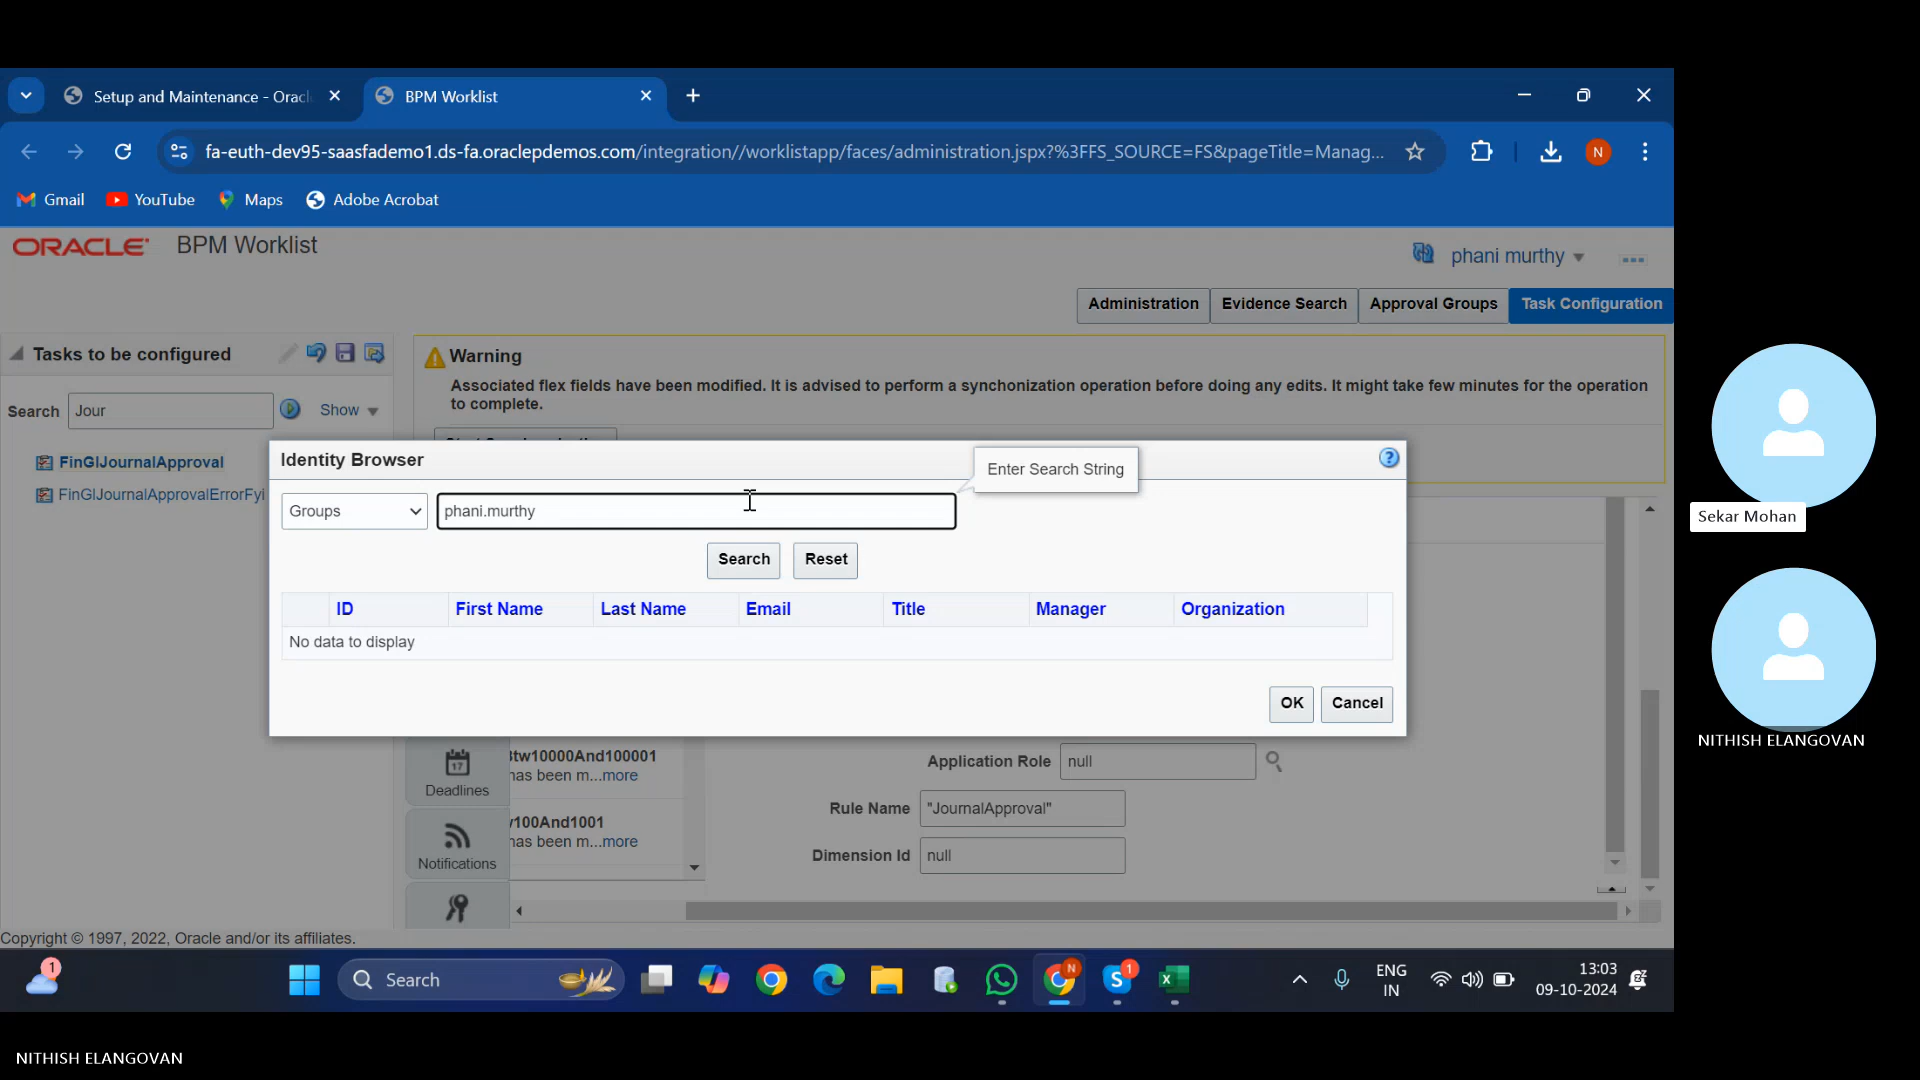 Setup and Maintenance - Orac
BPM Worklist
fa-euth-dev95-saasfademo1.ds-fa.oraclepdemos.com/integration//worklistapp/faces/administration.jspx?%3FFS_SOURCE=FS&pageTitle=Manag...
N
Gmail
YouTube
Maps
Adobe Acrobat
ORACLE
BPM Worklist
phani murthy
Administration
Evidence Search
Approval Groups
Task Configuration
Tasks to be configured
Warning
Associated flex fields have been modified. It is advised to perform a synchonization operation before doing any edits. It might take few minutes for the operation
to complete.
Search
Jour
Show
FinGlJournalApproval
FinGlJournalApprovalErrorFyi
Identity Browser
Enter Search String
Groups
phani.murthy
Search
Reset
ID
First Name
Last Name
Email
Title
Manager
Organization
No data to display
OK
Cancel
Sekar Mohan
NITHISH ELANGOVAN
Btw10000And100001
has been m...more
Deadlines
Application Role
null
Rule Name
"JournalApproval"
w100And1001
has been m...more
Notifications
Dimension Id
null
Copyright © 1997, 2022, Oracle and/or its affiliates.
1
Search
N
S
1
ENG
IN
13:03
09-10-2024
NITHISH ELANGOVAN